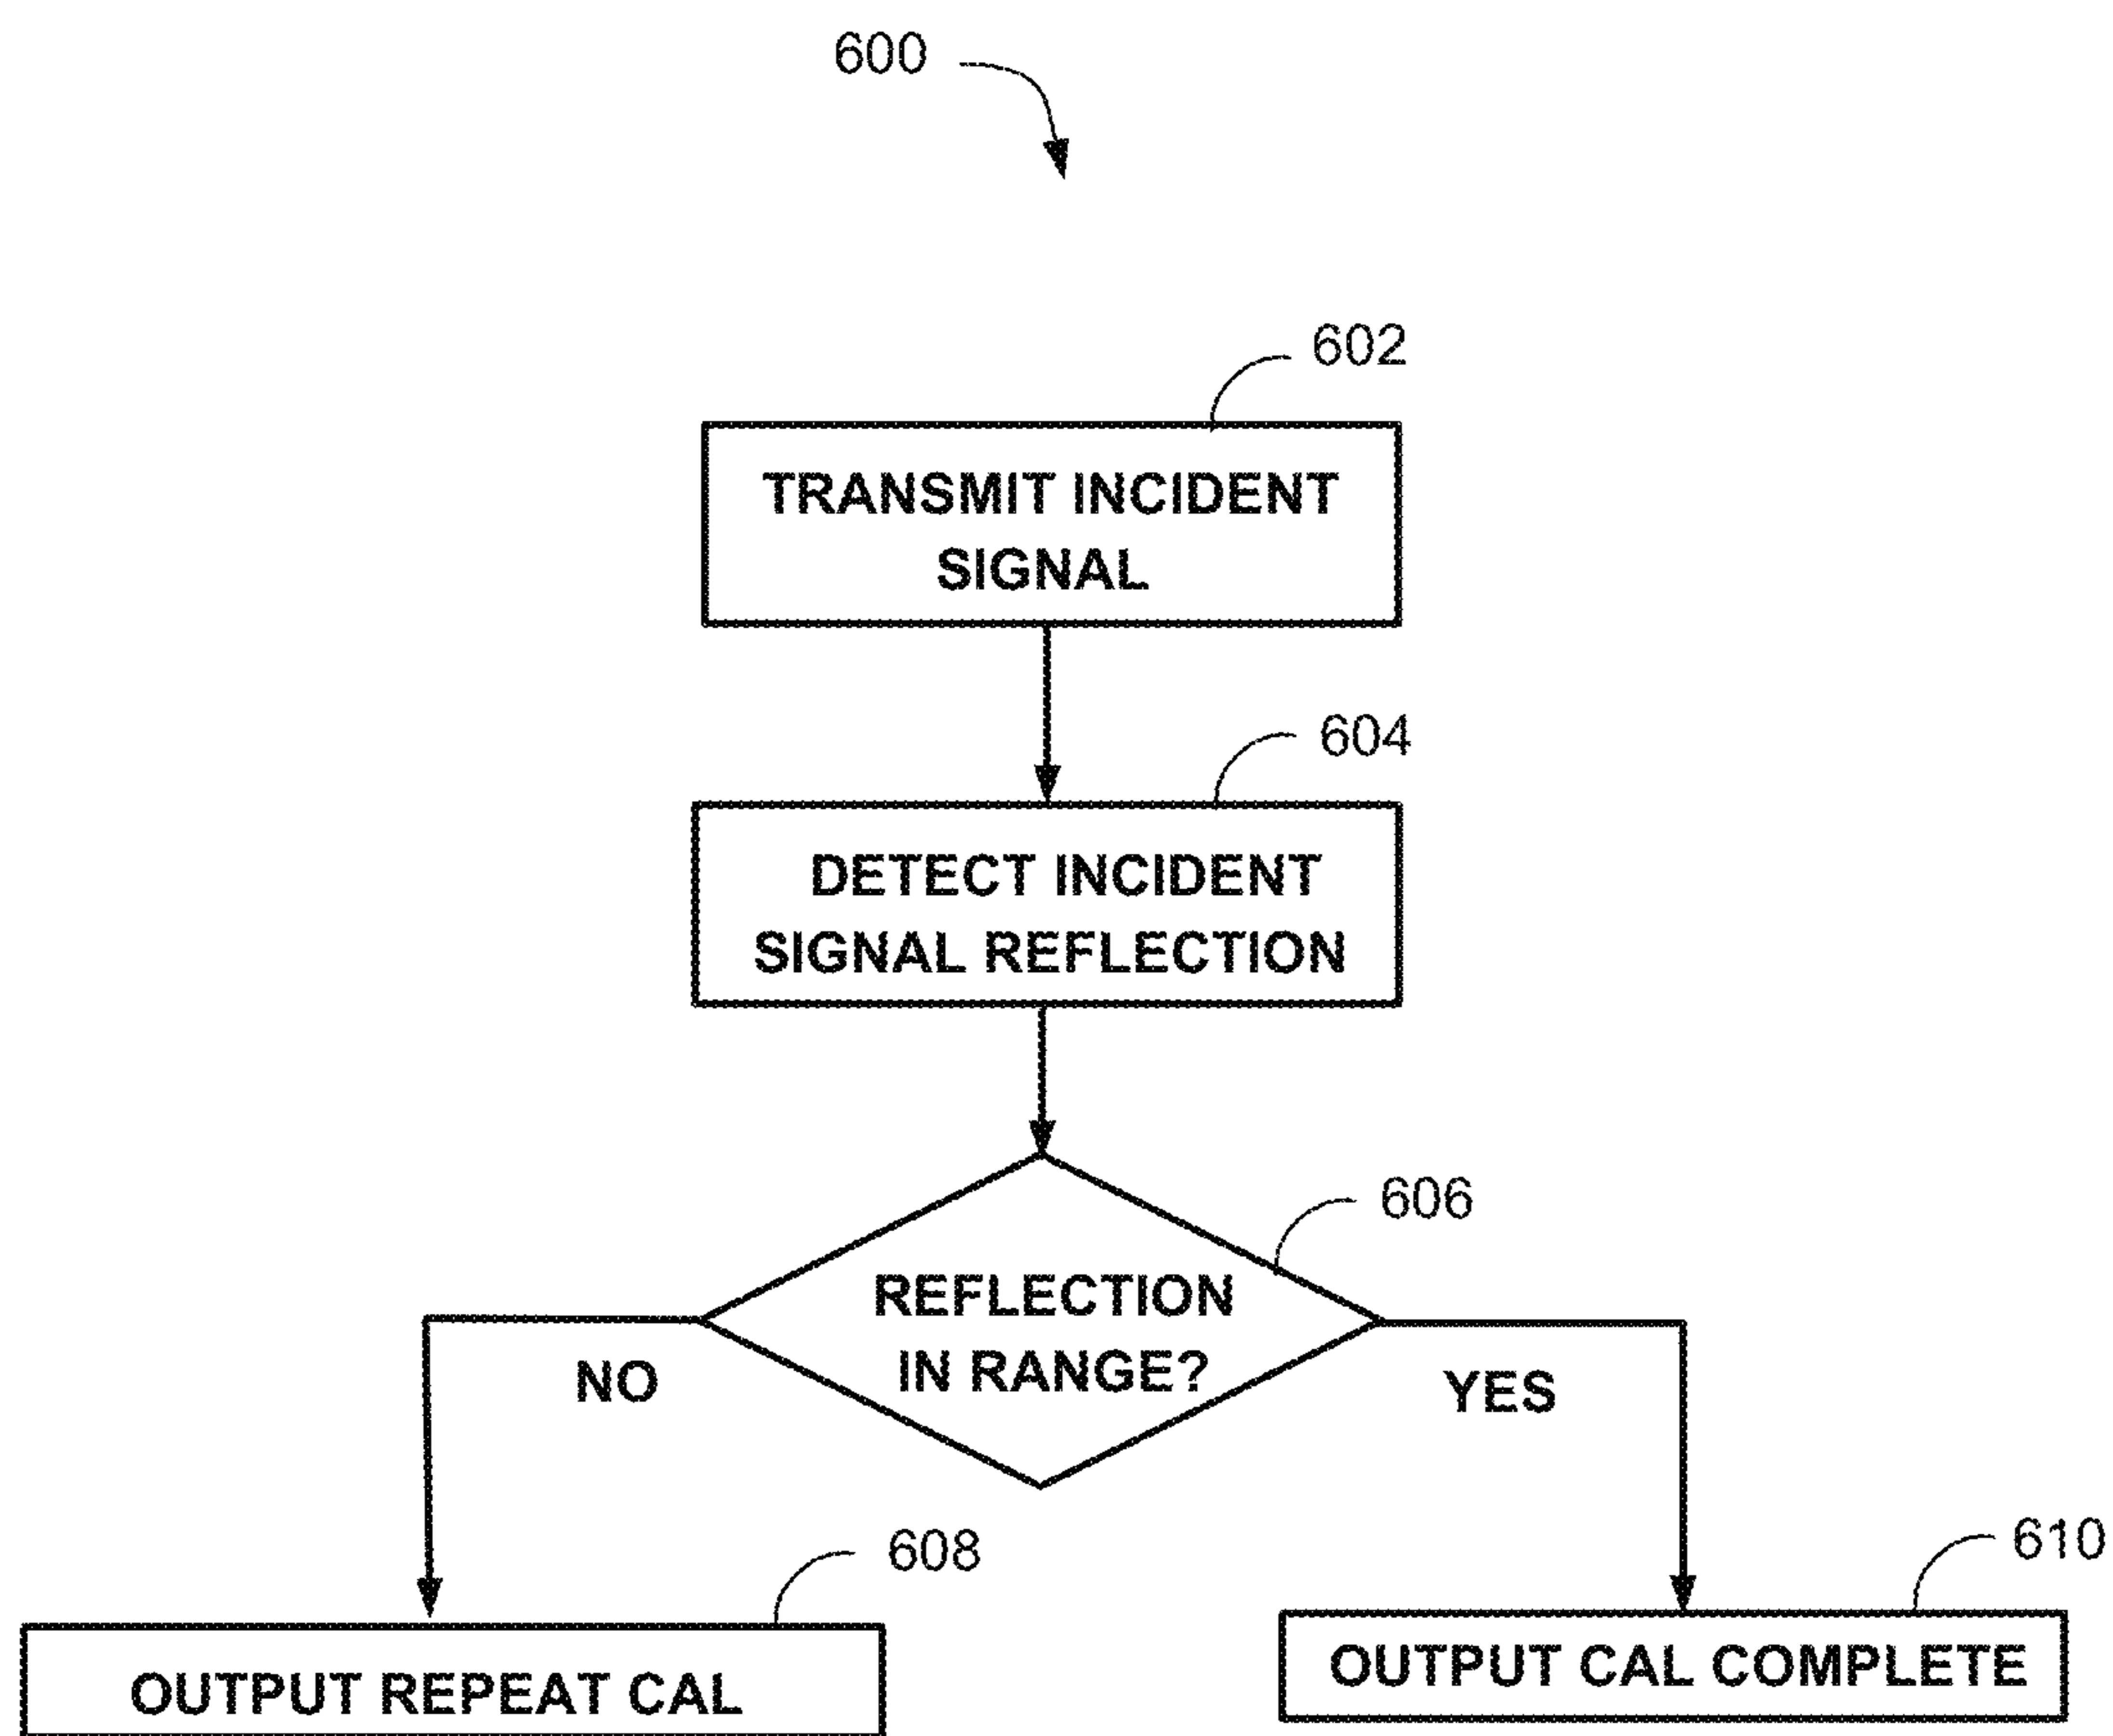 600
602
TRANSMIT INCIDENT
SIGNAL
604
DETECT INCIDENT
SIGNAL REFLECTION
606
REFLECTION
IN RANGE?
NO
YES
608
610
OUTPUT REPEAT CAL
OUTPUT CAL COMPLETE